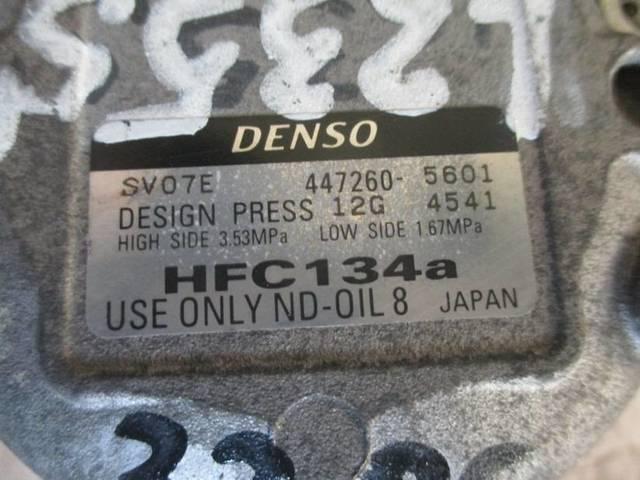 DENSO
SV07E 447260-5601
DESIGN PRESS 12G 4541
HIGH SIDE 3.53MPa LOW SIDE 1.67MPa
HFC134a
USE ONLY ND-OIL 8 JAPAN